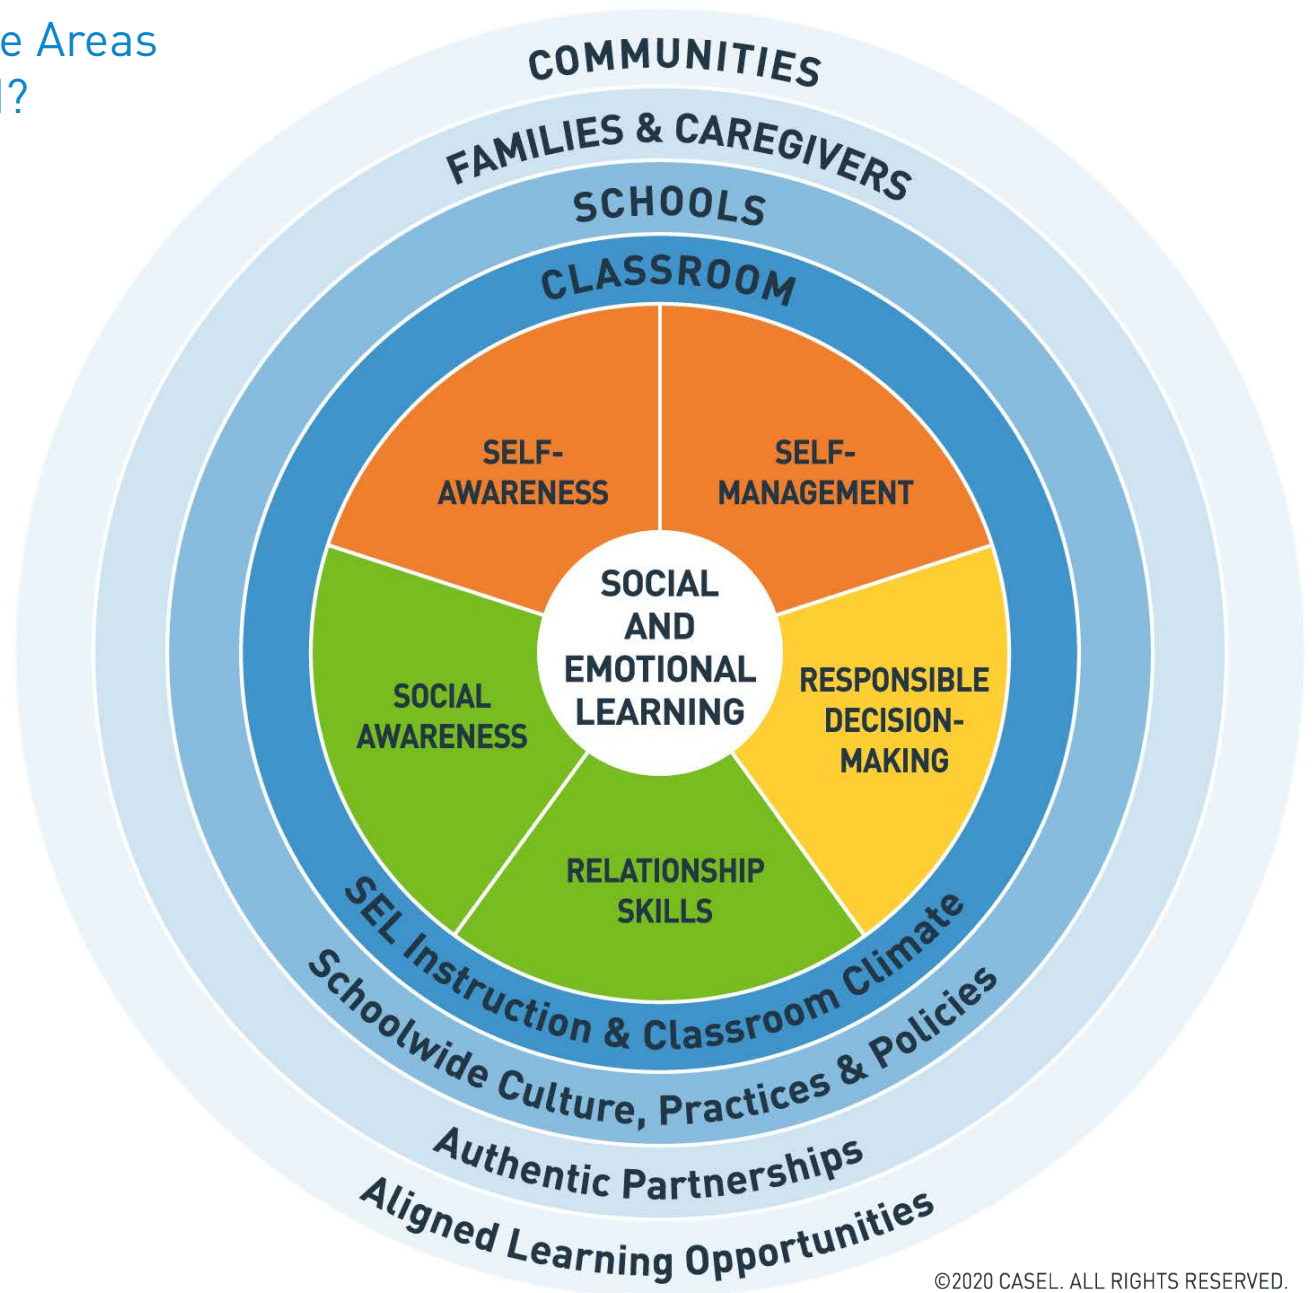 e Areas
?
COMMUNITIES
FAMILIES & CAREGIVERS
SCHOOLS
CLASSROOM
SELF-
AWARENESS
SELF-
MANAGEMENT
SOCIAL
AND
EMOTIONAL
LEARNING
SOCIAL
AWARENESS
RESPONSIBLE
DECISION-
MAKING
RELATIONSHIP
SKILLS
SEL Instruction & Classroom Climate
Schoolwide Culture, Practices & Policies
Authentic Partnerships
Aligned Learning Opportunities
©2020 CASEL. ALL RIGHTS RESERVED.